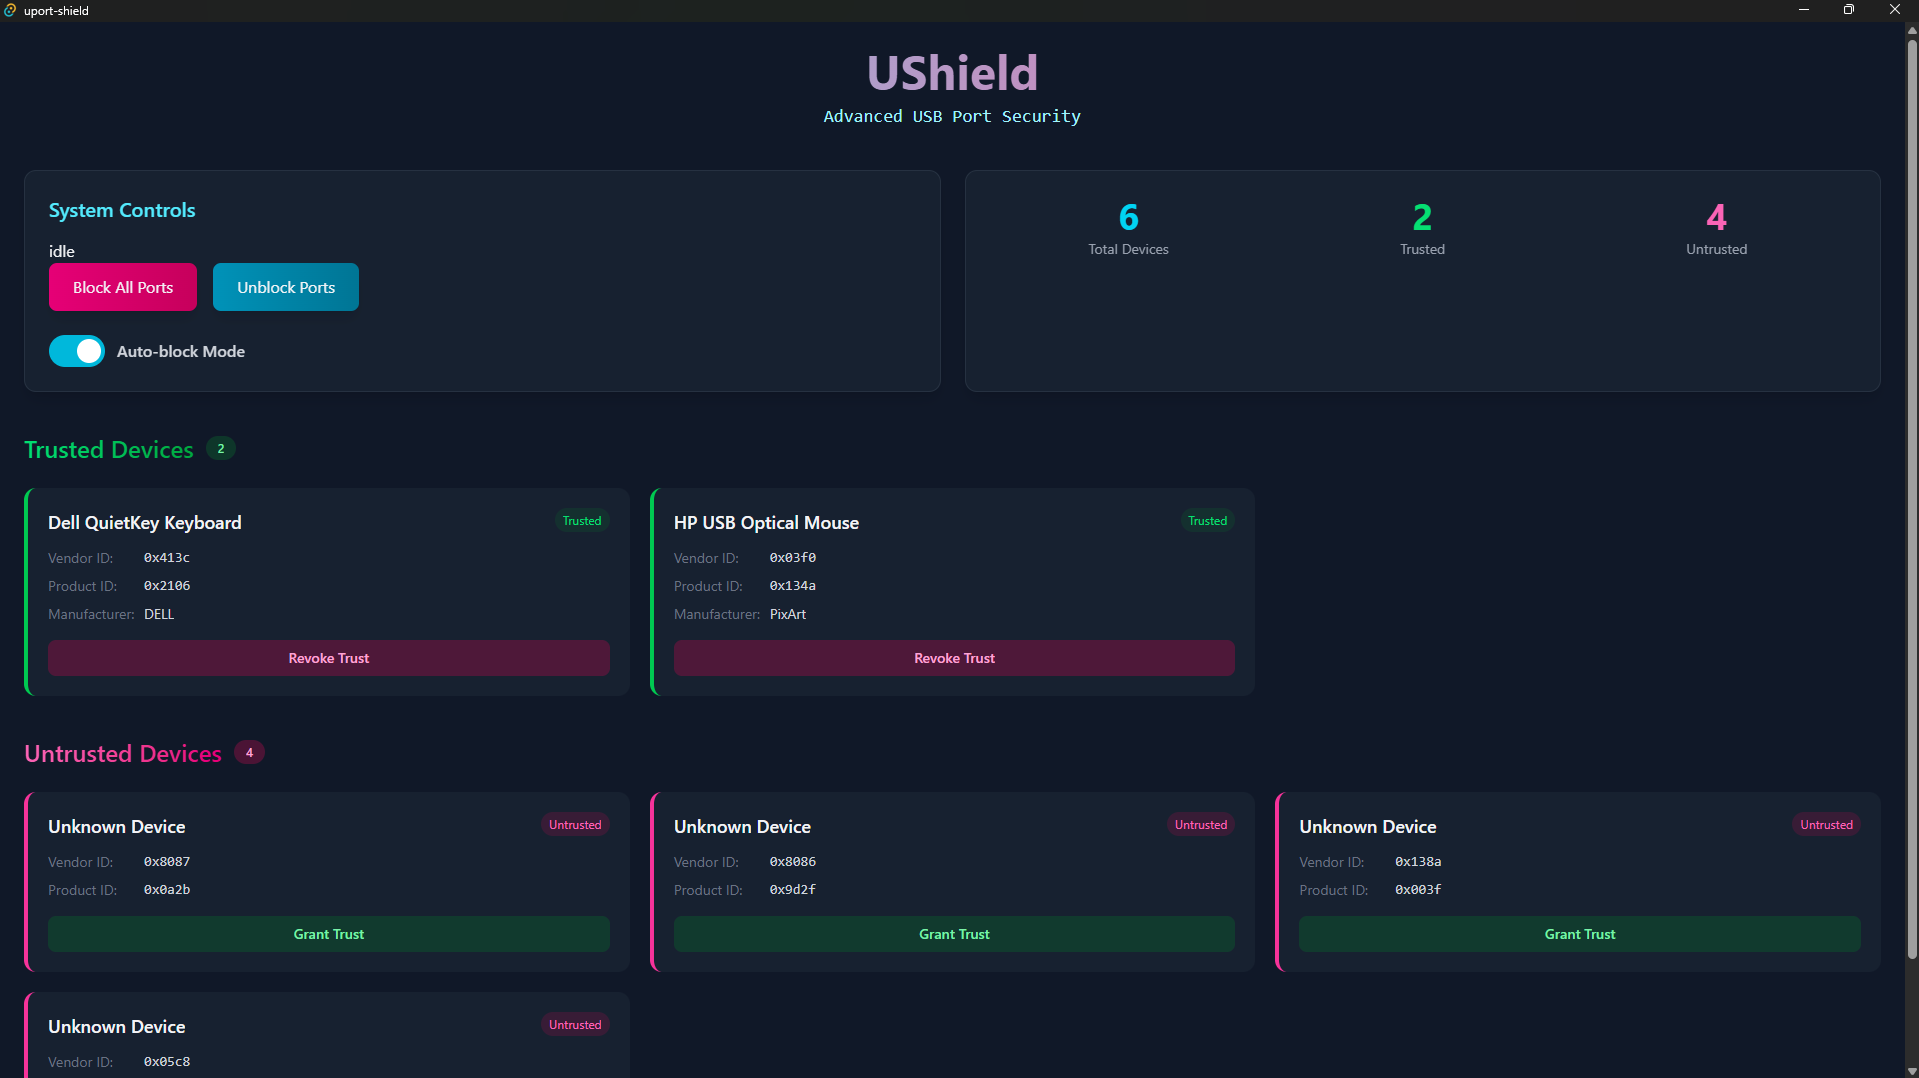 uport-shield
UShield
Advanced USB Port Security
System Controls
idle
Block All Ports
Unblock Ports
Auto-block Mode
6
Total Devices
2
Trusted
4
Untrusted
Trusted Devices 2
Dell QuietKey Keyboard
Trusted
Vendor ID: 0x413c
Product ID: 0x2106
Manufacturer: DELL
Revoke Trust
HP USB Optical Mouse
Trusted
Vendor ID: 0x03f0
Product ID: 0x134a
Manufacturer: PixArt
Revoke Trust
Untrusted Devices 4
Unknown Device
Untrusted
Vendor ID: 0x8087
Product ID: 0x0a2b
Grant Trust
Unknown Device
Untrusted
Vendor ID: 0x8086
Product ID: 0x9d2f
Grant Trust
Unknown Device
Untrusted
Vendor ID: 0x138a
Product ID: 0x003f
Grant Trust
Unknown Device
Untrusted
Vendor ID: 0x05c8